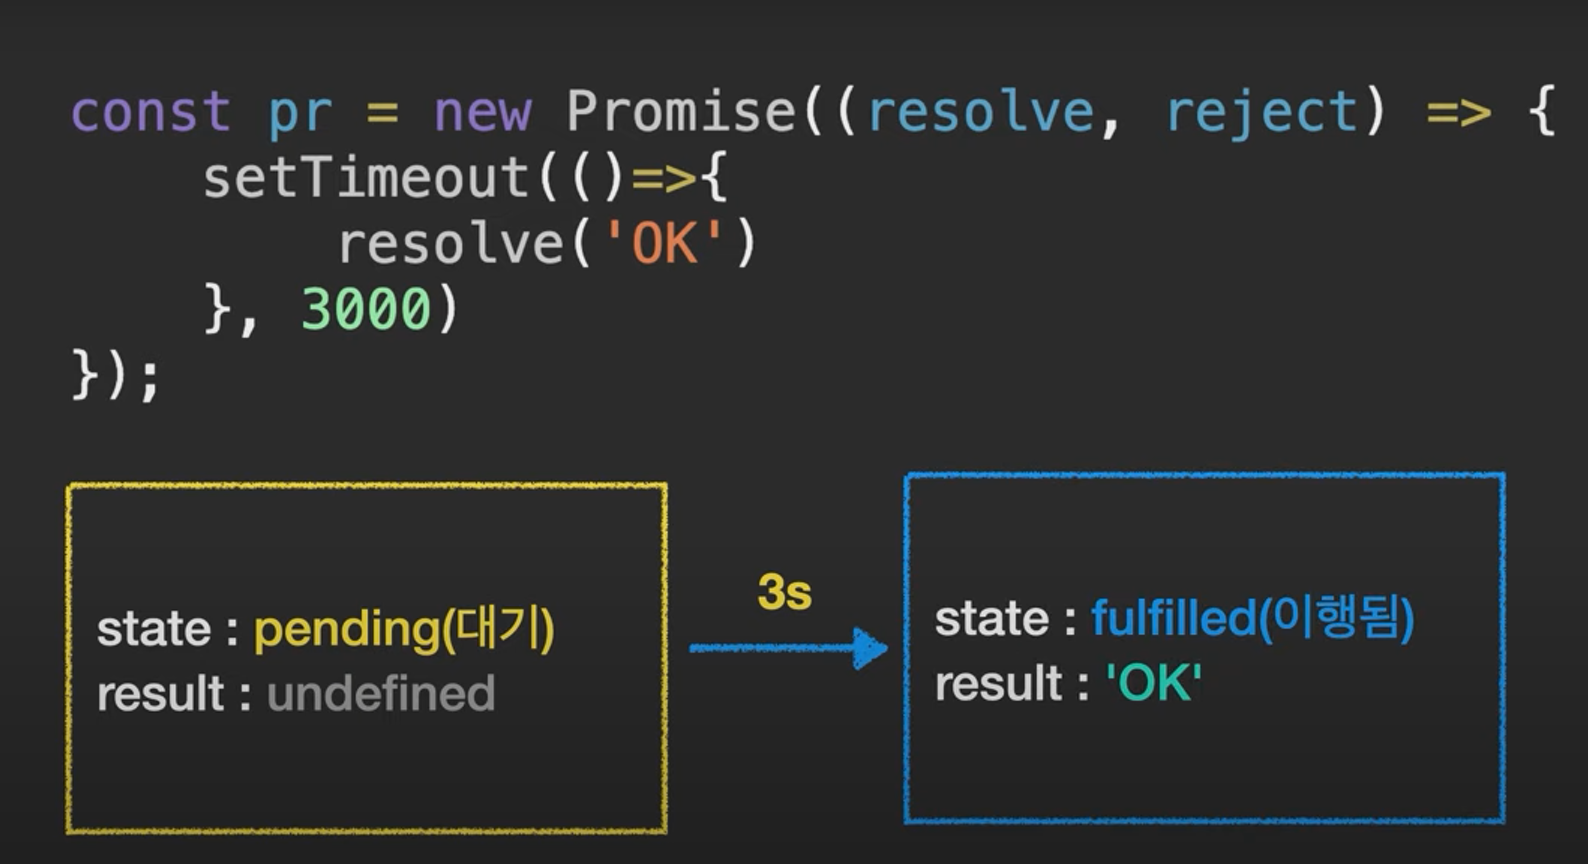 const pr = new Promise((resolve, reject) => {
    setTimeout(()=>{
        resolve('OK')
    }, 3000)
});
state : pending(대기)
result : undefined
3s
state : fulfilled(이행됨)
result : 'OK'